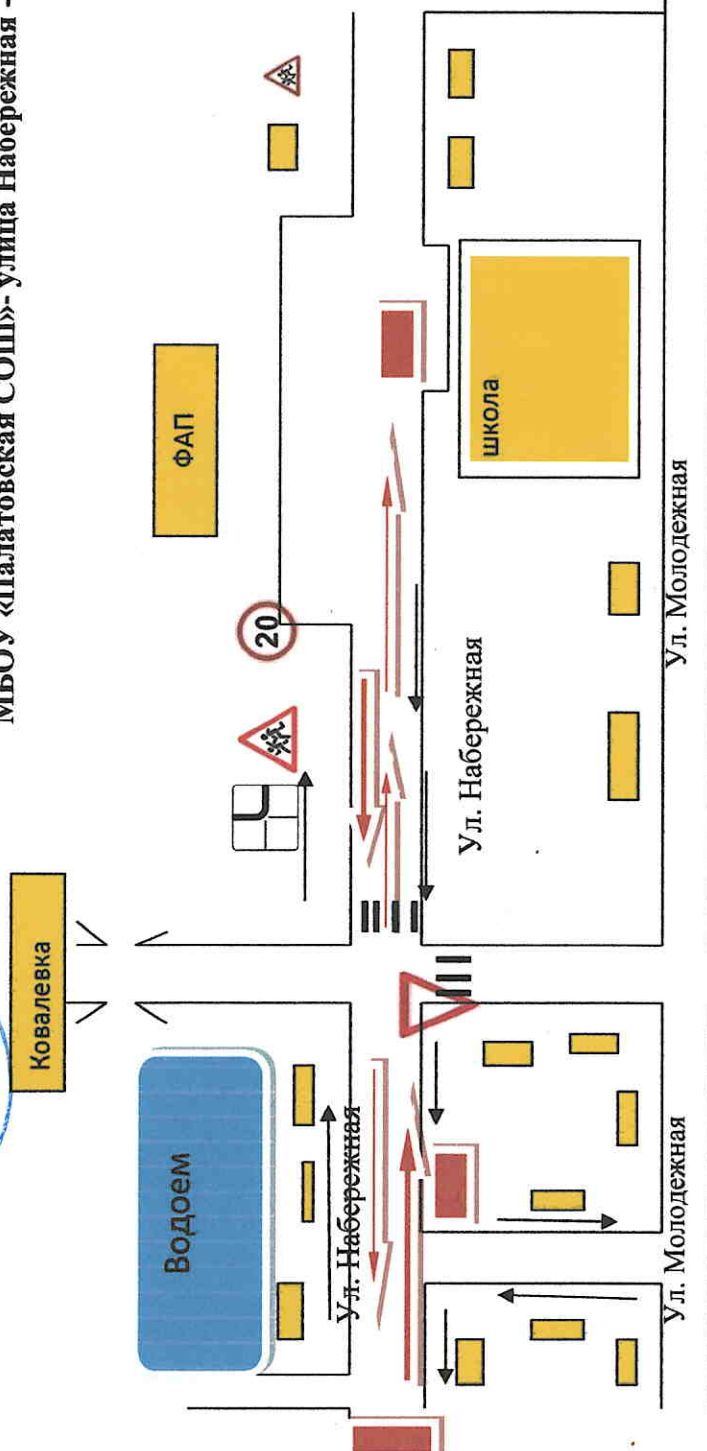 МБОУ «Палатовская СОШ»- улица Набережная -
Ковалевка
ФАП
20
Водоем
Ул. Набережная
Ул. Набережная
школа
Ул. Молодежная
Ул. Молодежная